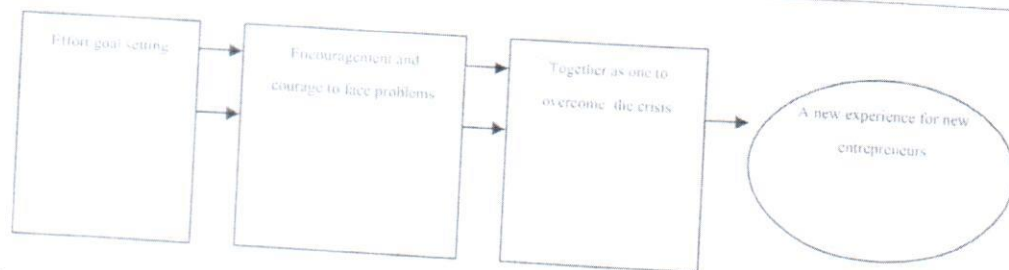 Effort goal setting
Encouragement and
courage to face problems
Together as one to
overcome die crisis
A new experience for new
entrepreneurs